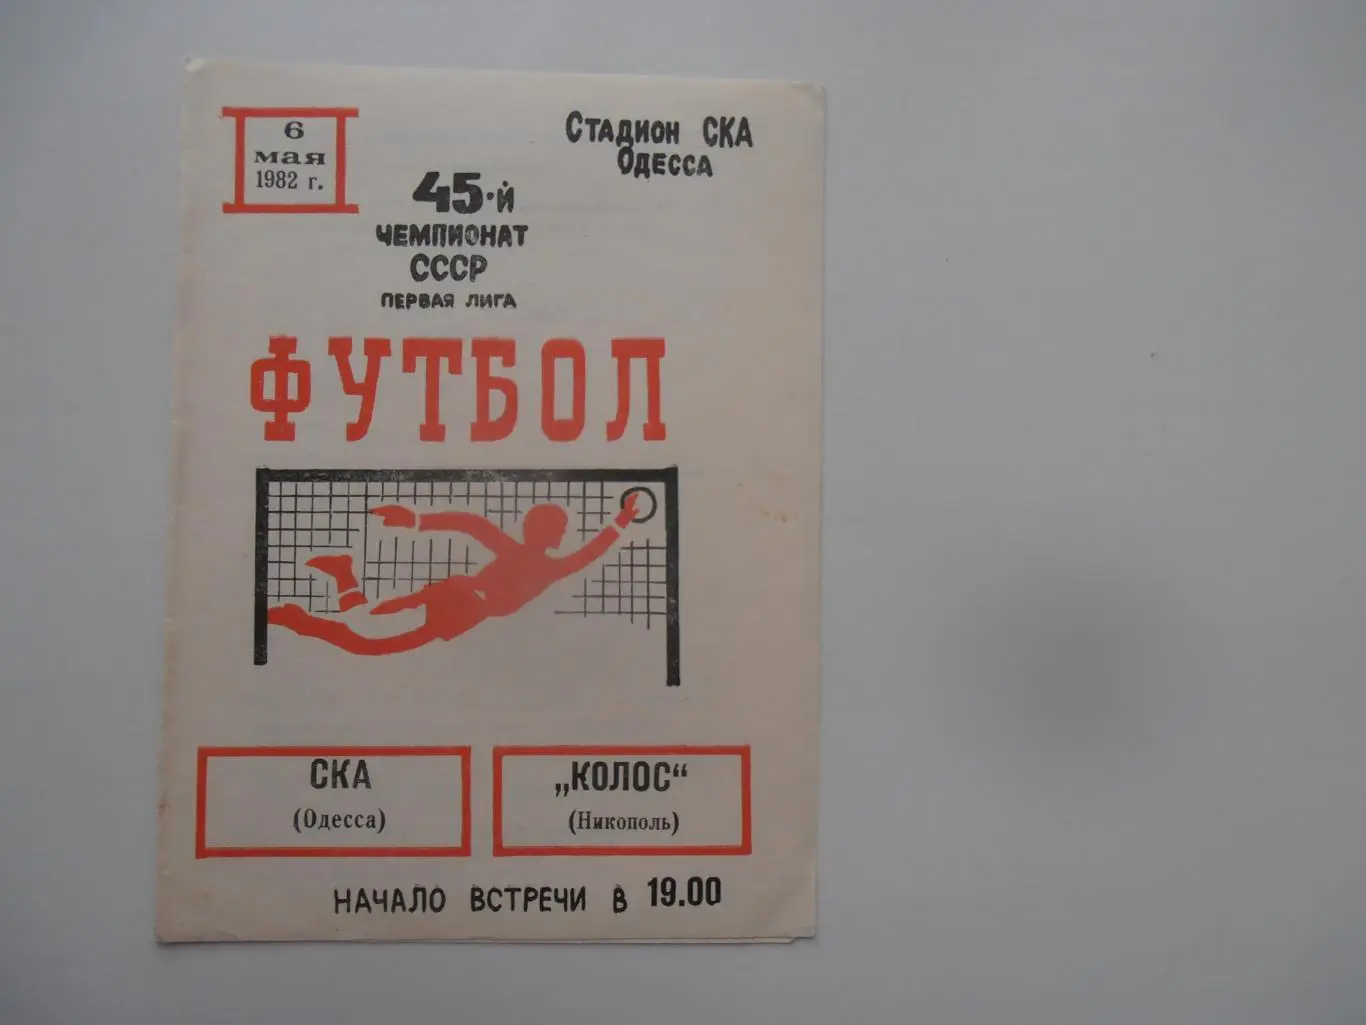 6
мая
1982 г.
Стадион СКА
Одесса
45-й
ЧЕМПИОНАТ
СССР
ПЕРВАЯ ЛИГА
ФУТБОЛ
СКА
(Одесса)
„КОЛОС“
(Никополь)
НАЧАЛО ВСТРЕЧИ В 19.00